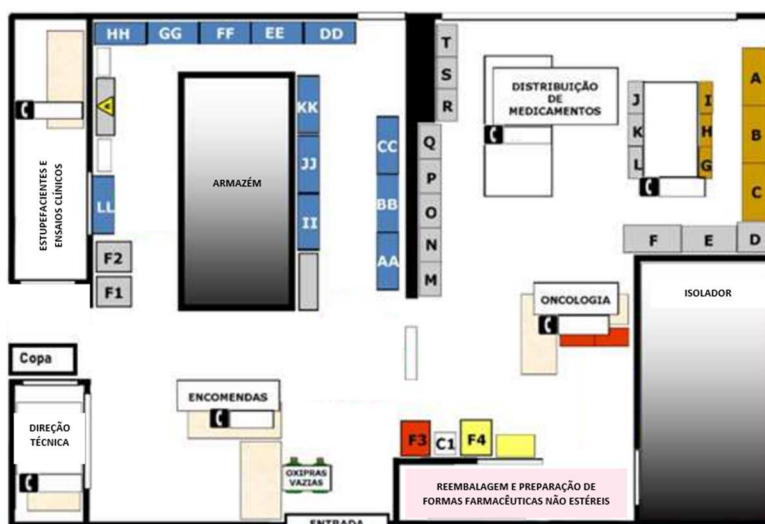 HH GG FF EE DD
T
S
R
DISTRIBUIÇÃO
DE
MEDICAMENTOS
A
B
C
J
K
L
I
H
G
KK
JJ
II
ARMAZÉM
CC
BB
AA
Q
P
O
N
M
ESTUPEFACIENTES E
ENSAIOS CLÍNICOS
LL
F2
F1
F E D
ONCOLOGIA
ISOLADOR
Copa
DIREÇÃO
TÉCNICA
ENCOMENDAS
OXIPRAS
VAZIAS
F3 C1 F4
REEMBALAGEM E PREPARAÇÃO DE
FORMAS FARMACÊUTICAS NÃO ESTÉREIS
ENTRADA